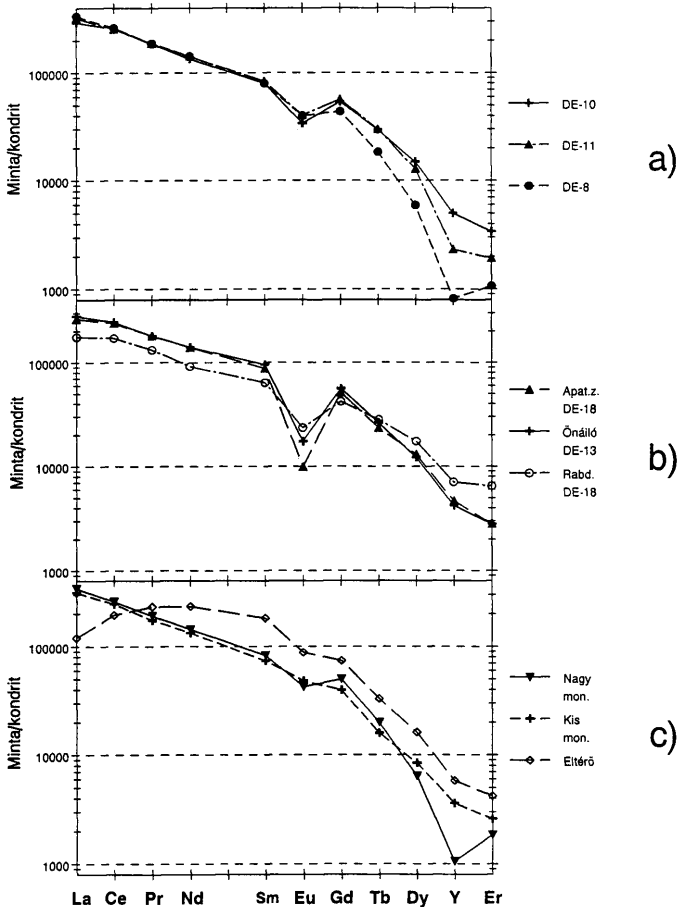 Minta/kondrit
100000
10000
1000
DE-10
DE-11
DE-8
a)
Minta/kondrit
100000
10000
1000
Apat.z.
DE-18
Önálló
DE-13
Rabd.
DE-18
b)
Minta/kondrit
100000
10000
1000
Nagy
mon.
Kis
mon.
Eltérő
c)
La Ce Pr Nd Sm Eu Gd Tb Dy Y Er